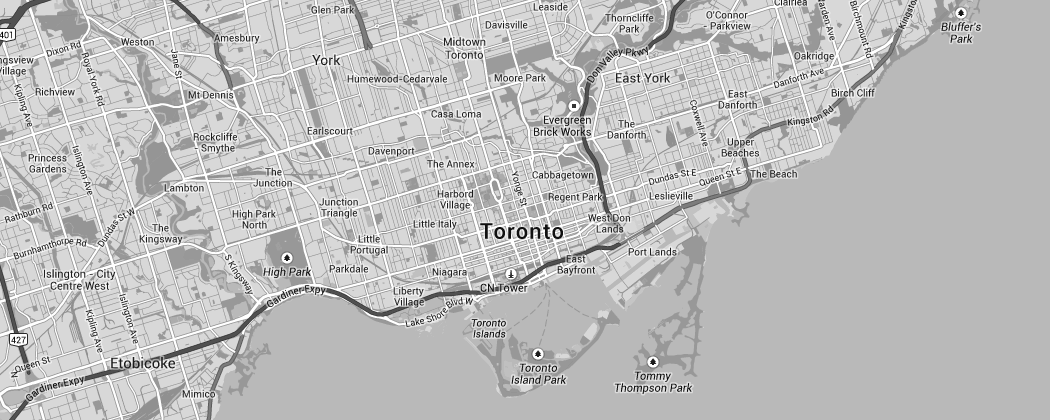 Glen Park
Leaside
Thorncliffe
Park
O'Connor
Parkview
Clairlea
Bluffer's
Park
401
Weston
Amesbury
Davisville
Dixon Rd
Royal York Rd
Jane St
Midtown
Toronto
York
Don Valley Pkwy
Oakridge
Birchmount Rd
Humewood-Cedarvale
Moore Park
East York
Danforth Ave
Richview
Kipling Ave
Mt Dennis
Birch Cliff
East
Danforth
Kingston Rd
Casa Loma
Evergreen
Brick Works
The
Danforth
Coxwell Ave
Earlscourt
Rockcliffe
- Smythe
Princess
Gardens
Islington Ave
Davenport
Upper
Beaches
The Annex
The
Junction
Lambton
Yonge St
Cabbagetown
Dundas St E
Queen St E
The Beach
Harbord
Village
Regent Park
Leslieville
Rathburn Rd
Dundas St W
High Park
North
Junction
Triangle
Little Italy
Toronto
West Don
Lands
The
Kingsway
Burnhamthorpe Rd
Little
Portugal
Port Lands
Islington - City
Centre West
S Kingsway
High Park
Parkdale
Niagara
East
Bayfront
CN Tower
Gardiner Expy
Liberty
Village
Lake Shore Blvd W
Islington Ave
Kipling Ave
Toronto
Islands
427
Etobicoke
Queen St
Toronto
Island Park
Tommy
Thompson Park
Gardiner Expy
Mimico